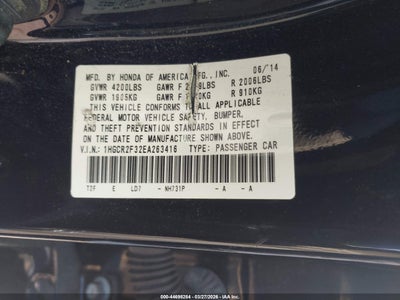 MFD. BY HONDA OF AMERICA MFG., INC. 06/14
GVWR 4200LBS GAWR F LBS GAWR R 2006LBS
GVWR 1905KG GAWR F KG R 910KG
THIS VEHICLE CONFORMS TO ALL APPLICABLE
FEDERAL MOTOR VEHICLE SAFETY, BUMPER,
AND THEFT PREVENTION STANDARDS IN EFFECT
ON THE DATE OF MANUFACTURE SHOWN ABOVE.
V.I.N.: 1HGCR2F32EA263416 TYPE: PASSENGER CAR
T2F E LD7 - NH731P - A - A
000-44698264 - 03/27/2026 - IAA Inc.